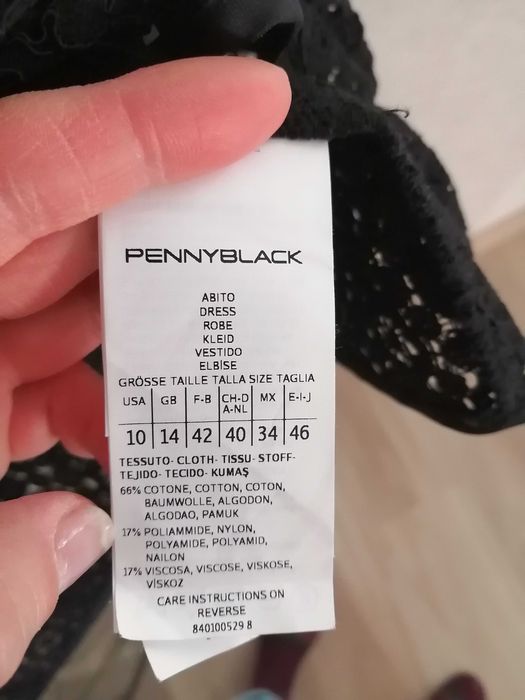 PENNYBLACK
ABITO
DRESS
ROBE
KLEID
VESTIDO
ELBİSE
GRÖSSE TAILLE TALLA SIZE TAGLIA
USA GB F-B CH-D A-NL MX E-I-J
10 14 42 40 34 46
TESSUTO- CLOTH- TISSU- STOFF-
TEJIDO- TECIDO- KUMAŞ
66% COTONE, COTTON, COTON,
BAUMWOLLE, ALGODON,
ALGODAO, PAMUK
17% POLIAMMIDE, NYLON,
POLYAMIDE, POLYAMID,
NAILON
17% VISCOSA, VISCOSE, VISKOSE,
VİSKOZ
CARE INSTRUCTIONS ON
REVERSE
840100529 8